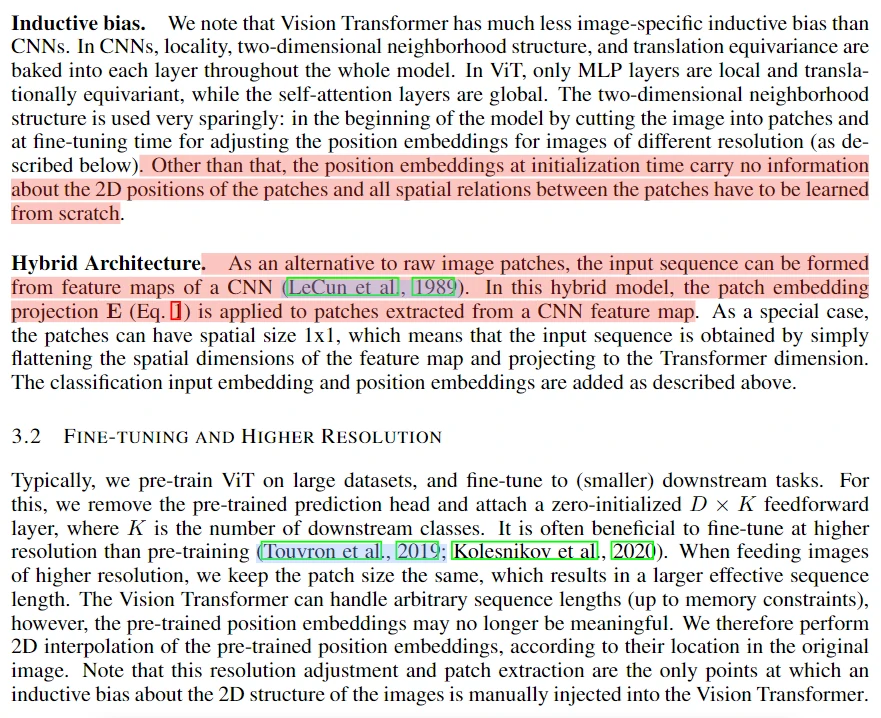 Inductive bias. We note that Vision Transformer has much less image-specific inductive bias than
CNNs. In CNNs, locality, two-dimensional neighborhood structure, and translation equivariance are
baked into each layer throughout the whole model. In ViT, only MLP layers are local and transla-
tionally equivariant, while the self-attention layers are global. The two-dimensional neighborhood
structure is used very sparingly: in the beginning of the model by cutting the image into patches and
at fine-tuning time for adjusting the position embeddings for images of different resolution (as de-
scribed below). Other than that, the position embeddings at initialization time carry no information
about the 2D positions of the patches and all spatial relations between the patches have to be learned
from scratch.
Hybrid Architecture. As an alternative to raw image patches, the input sequence can be formed
from feature maps of a CNN (LeCun et al., 1989). In this hybrid model, the patch embedding
projection E (Eq. 1) is applied to patches extracted from a CNN feature map. As a special case,
the patches can have spatial size 1x1, which means that the input sequence is obtained by simply
flattening the spatial dimensions of the feature map and projecting to the Transformer dimension.
The classification input embedding and position embeddings are added as described above.
3.2 FINE-TUNING AND HIGHER RESOLUTION
Typically, we pre-train ViT on large datasets, and fine-tune to (smaller) downstream tasks. For
this, we remove the pre-trained prediction head and attach a zero-initialized D × K feedforward
layer, where K is the number of downstream classes. It is often beneficial to fine-tune at higher
resolution than pre-training (Touvron et al., 2019; Kolesnikov et al., 2020). When feeding images
of higher resolution, we keep the patch size the same, which results in a larger effective sequence
length. The Vision Transformer can handle arbitrary sequence lengths (up to memory constraints),
however, the pre-trained position embeddings may no longer be meaningful. We therefore perform
2D interpolation of the pre-trained position embeddings, according to their location in the original
image. Note that this resolution adjustment and patch extraction are the only points at which an
inductive bias about the 2D structure of the images is manually injected into the Vision Transformer.